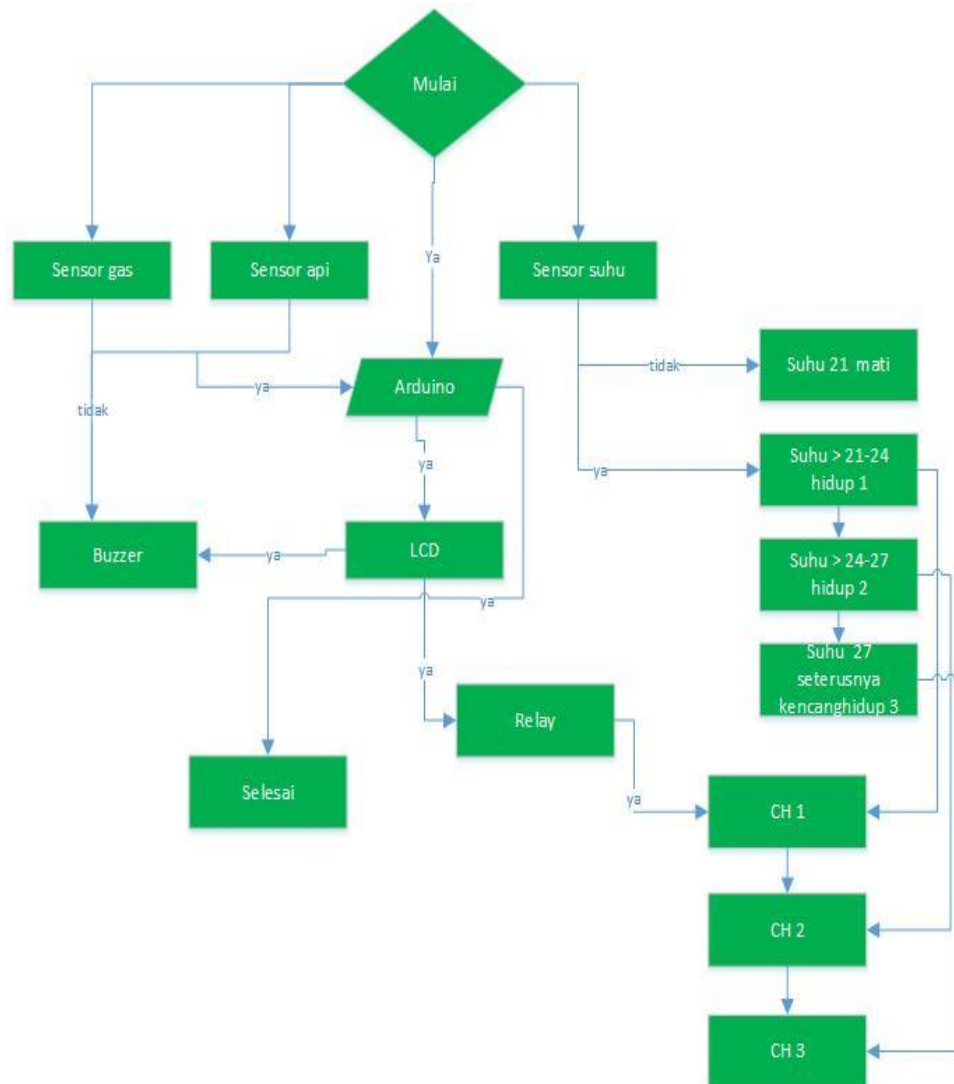 Mulai
Sensor gas
Sensor api
Ya
Sensor suhu
tidak
Suhu 21 mati
ya
Arduino
tidak
ya
ya
Suhu > 21-24
hidup 1
Buzzer
ya
LCD
Suhu > 24-27
hidup 2
ya
ya
Suhu 27
seterusnya
kencanghidup 3
Relay
Selesai
ya
CH 1
CH 2
CH 3